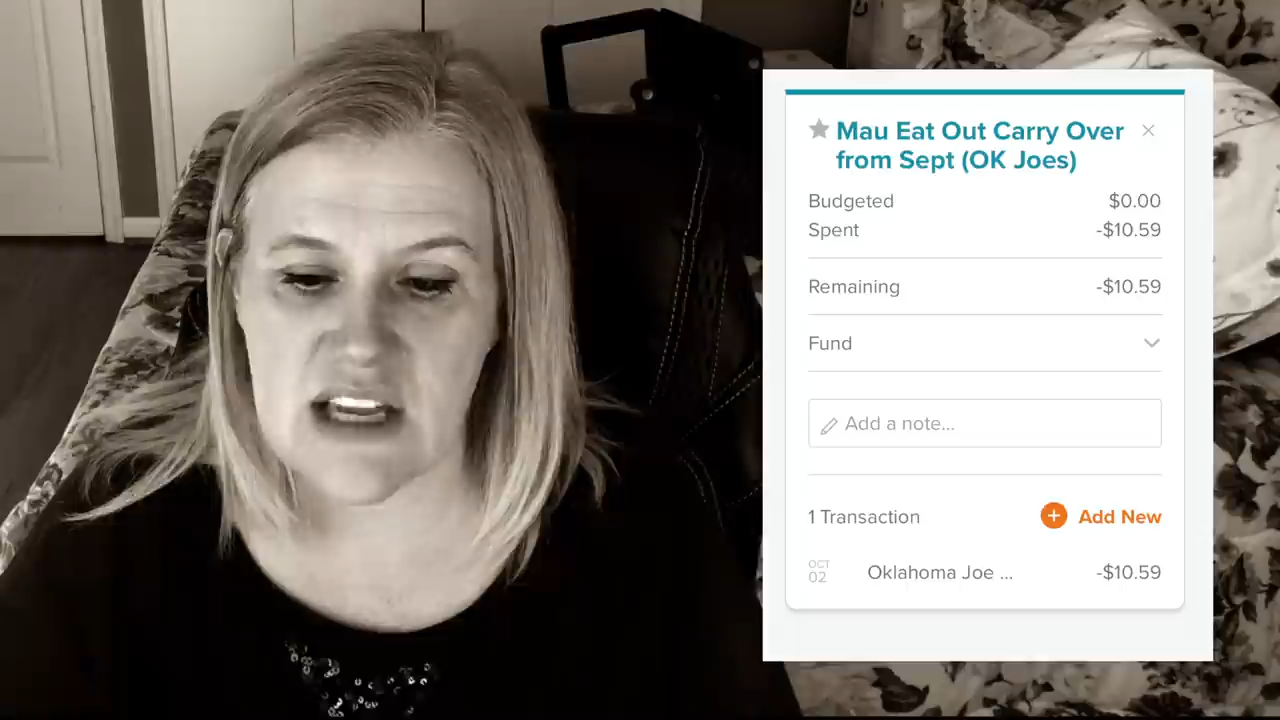 Mau Eat Out Carry Over
from Sept (OK Joes)
Budgeted $0.00
Spent -$10.59
Remaining -$10.59
Fund
Add a note...
1 Transaction Add New
OCT
02
Oklahoma Joe ... -$10.59